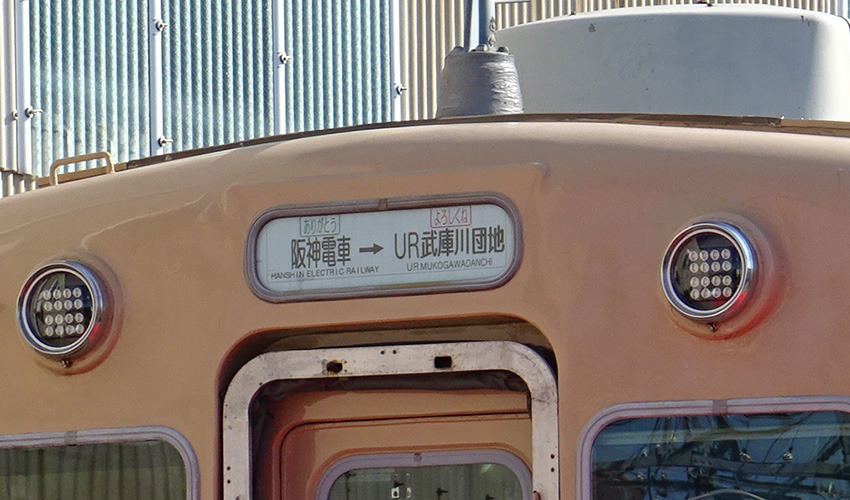 ありがとう よろしくね
阪神電車 → UR武庫川団地
HANSHIN ELECTRIC RAILWAY UR MUKOGAWADANCHI